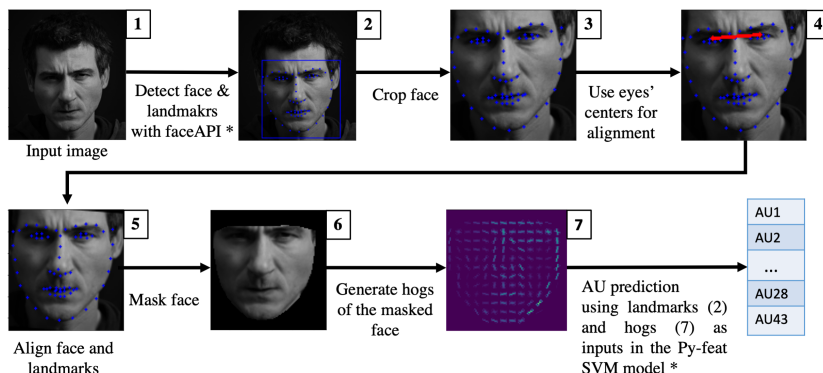 1
2
3
4
Input image
Detect face &
landmakrs
with faceAPI *
Crop face
Use eyes'
centers for
alignment
5
6
7
Align face and
landmarks
Mask face
Generate hogs
of the masked
face
AU prediction
using landmarks (2)
and hogs (7) as
inputs in the Py-feat
SVM model *
AU1
AU2
...
AU28
AU43